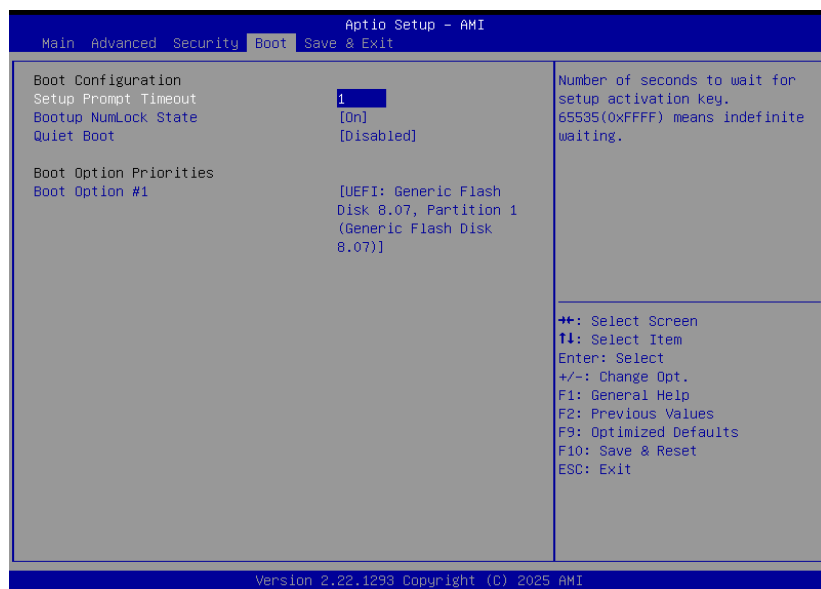 Aptio Setup - AMI
Main Advanced Security Boot Save & Exit
Boot Configuration
Setup Prompt Timeout 1
Bootup NumLock State [On]
Quiet Boot [Disabled]
Boot Option Priorities
Boot Option #1 [UEFI: Generic Flash
Disk 8.07, Partition 1
(Generic Flash Disk
8.07)]
Number of seconds to wait for
setup activation key.
65535(0xFFFF) means indefinite
waiting.
→←: Select Screen
↑↓: Select Item
Enter: Select
+/-: Change Opt.
F1: General Help
F2: Previous Values
F9: Optimized Defaults
F10: Save & Reset
ESC: Exit
Version 2.22.1293 Copyright (C) 2025 AMI